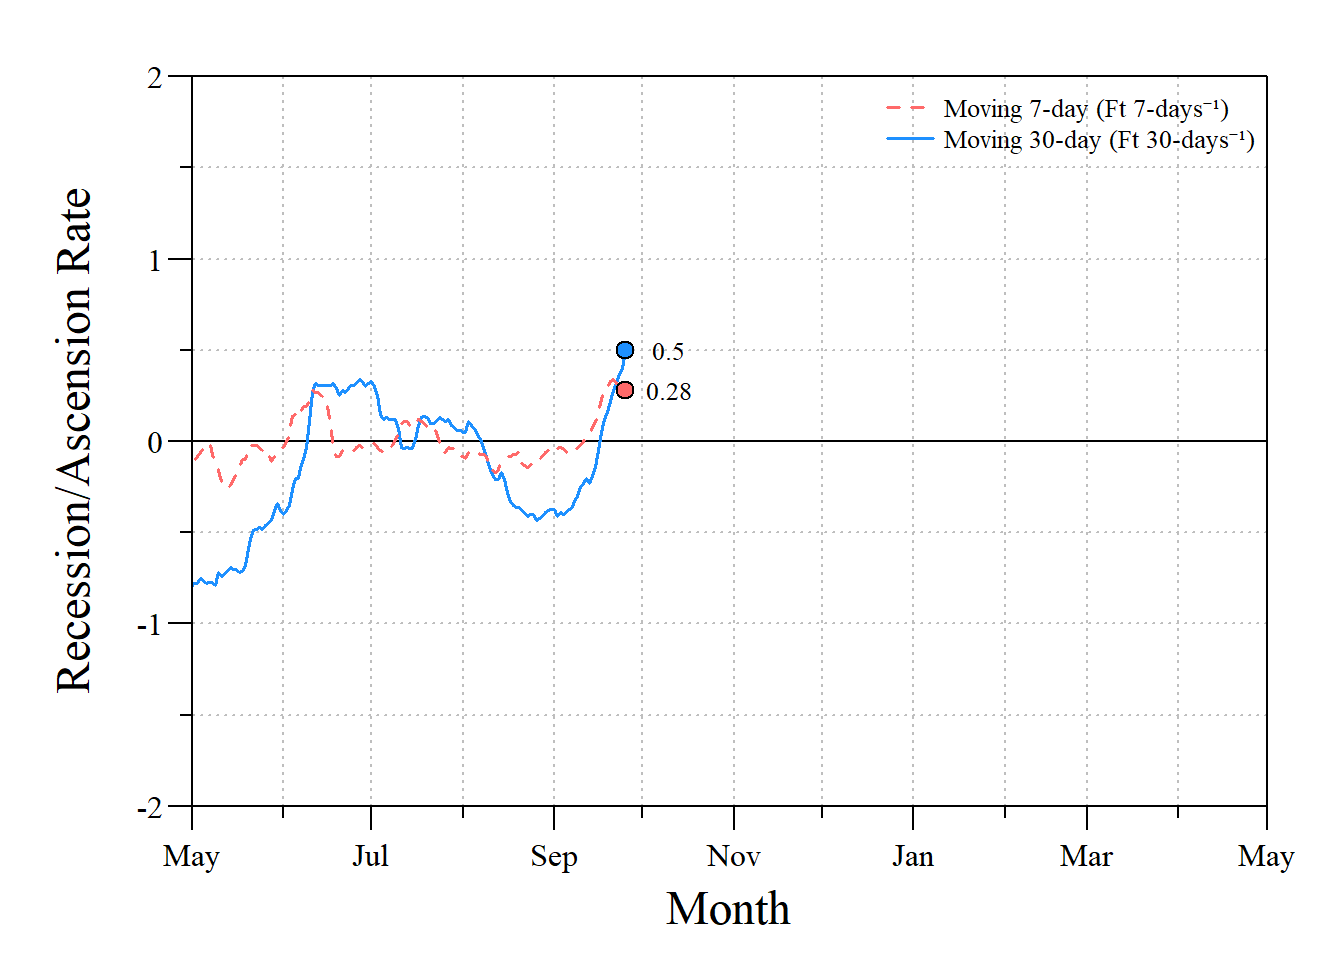 2
Moving 7-day (Ft 7-days⁻¹)
Moving 30-day (Ft 30-days⁻¹)
1
0.5
0.28
0
-1
-2
Recession/Ascension Rate
May Jul Sep Nov Jan Mar May
Month